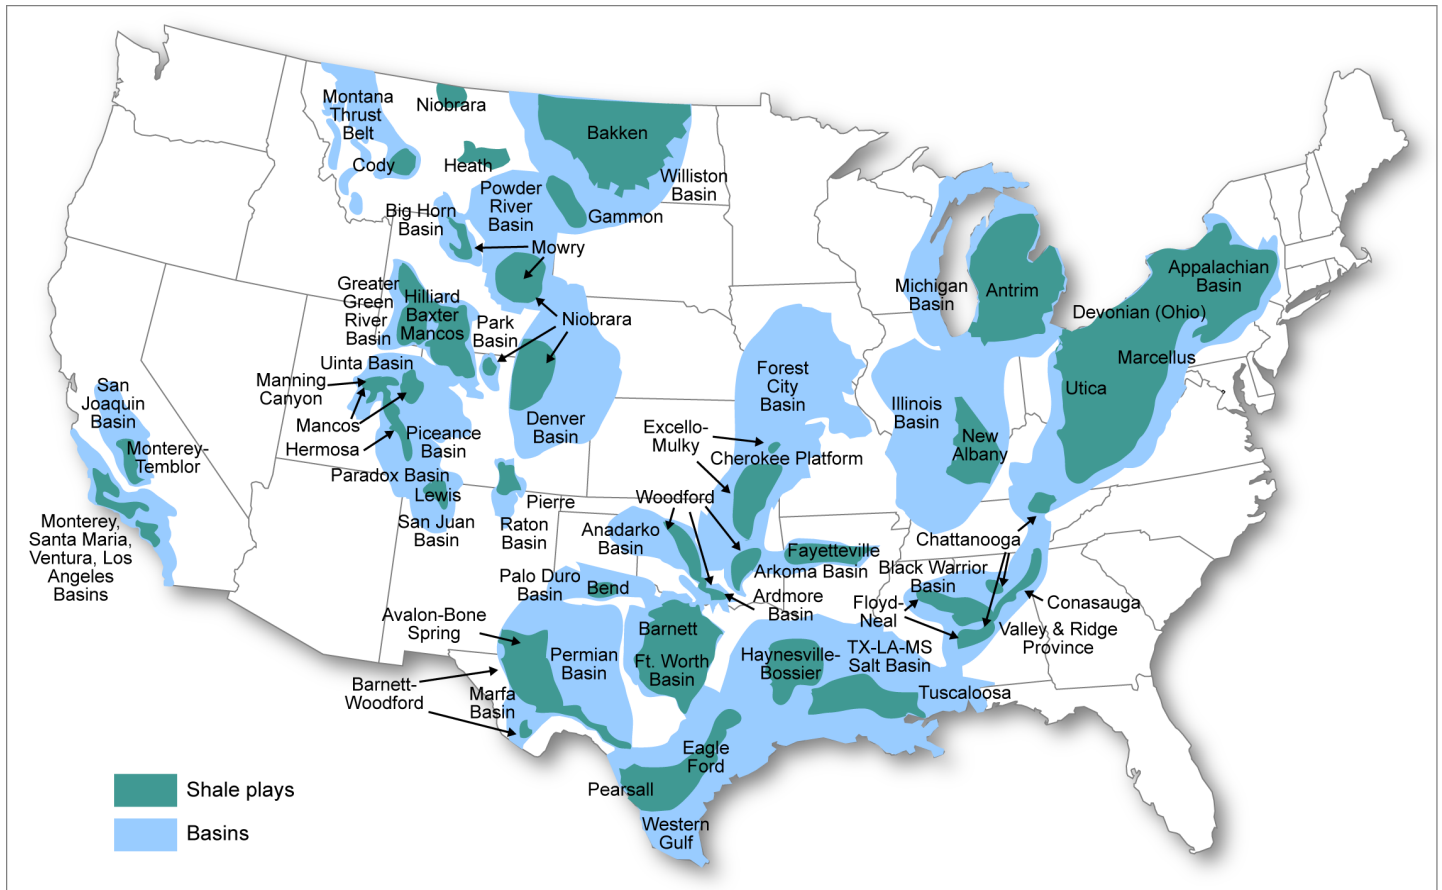 Montana
Thrust
Belt
Niobrara
Bakken
Cody
Heath
Williston
Basin
Powder
River
Basin
Gammon
Big Horn
Basin
Mowry
Greater
Green
River
Basin
Hilliard
Baxter
Mancos
Park
Basin
Niobrara
Uinta Basin
Manning
Canyon
Mancos
Hermosa
Piceance
Basin
Denver
Basin
Paradox Basin
Lewis
San Juan
Basin
Pierre
Raton
Basin
San
Joaquin
Basin
Monterey-
Temblor
Monterey,
Santa Maria,
Ventura, Los
Angeles
Basins
Forest
City
Basin
Excello-
Mulky
Cherokee Platform
Woodford
Anadarko
Basin
Fayetteville
Arkoma Basin
Palo Duro
Basin
Bend
Ardmore
Basin
Avalon-Bone
Spring
Permian
Basin
Barnett
Ft. Worth
Basin
Barnett-
Woodford
Marfa
Basin
Haynesville-
Bossier
TX-LA-MS
Salt Basin
Tuscaloosa
Eagle
Ford
Pearsall
Western
Gulf
Michigan
Basin
Antrim
Illinois
Basin
New
Albany
Appalachian
Basin
Devonian (Ohio)
Marcellus
Utica
Chattanooga
Black Warrior
Basin
Floyd-
Neal
Conasauga
Valley & Ridge
Province
Shale plays
Basins